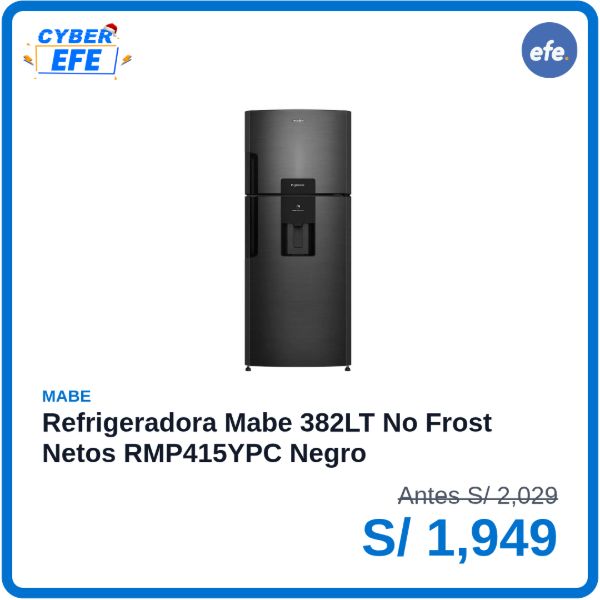 CYBER
EFE
efe.
MABE
Refrigeradora Mabe 382LT No Frost
Netos RMP415YPC Negro
Antes S/ 2,029
S/ 1,949